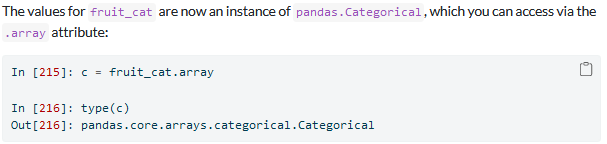 The values for fruit_cat are now an instance of pandas.Categorical, which you can access via the
.array attribute:
In [215]: c = fruit_cat.array
In [216]: type(c)
Out[216]: pandas.core.arrays.categorical.Categorical